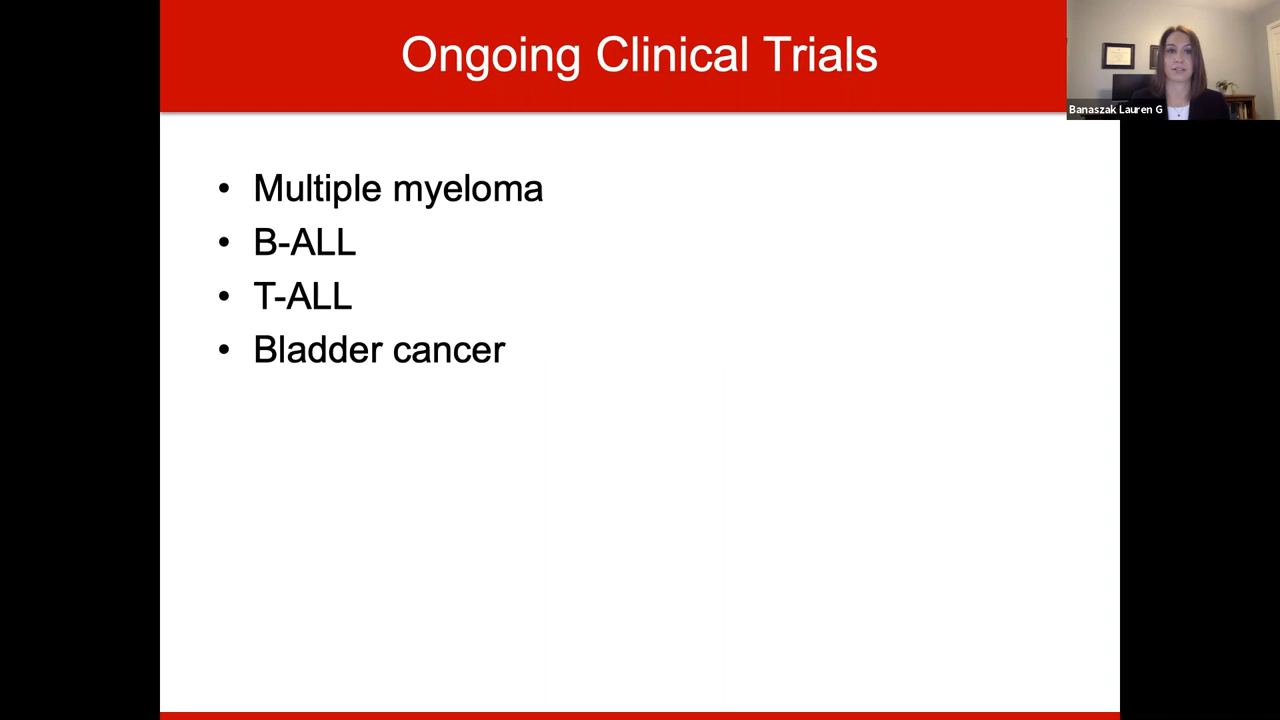 Ongoing Clinical Trials
Banaszak Lauren G
• Multiple myeloma
• B-ALL
• T-ALL
• Bladder cancer